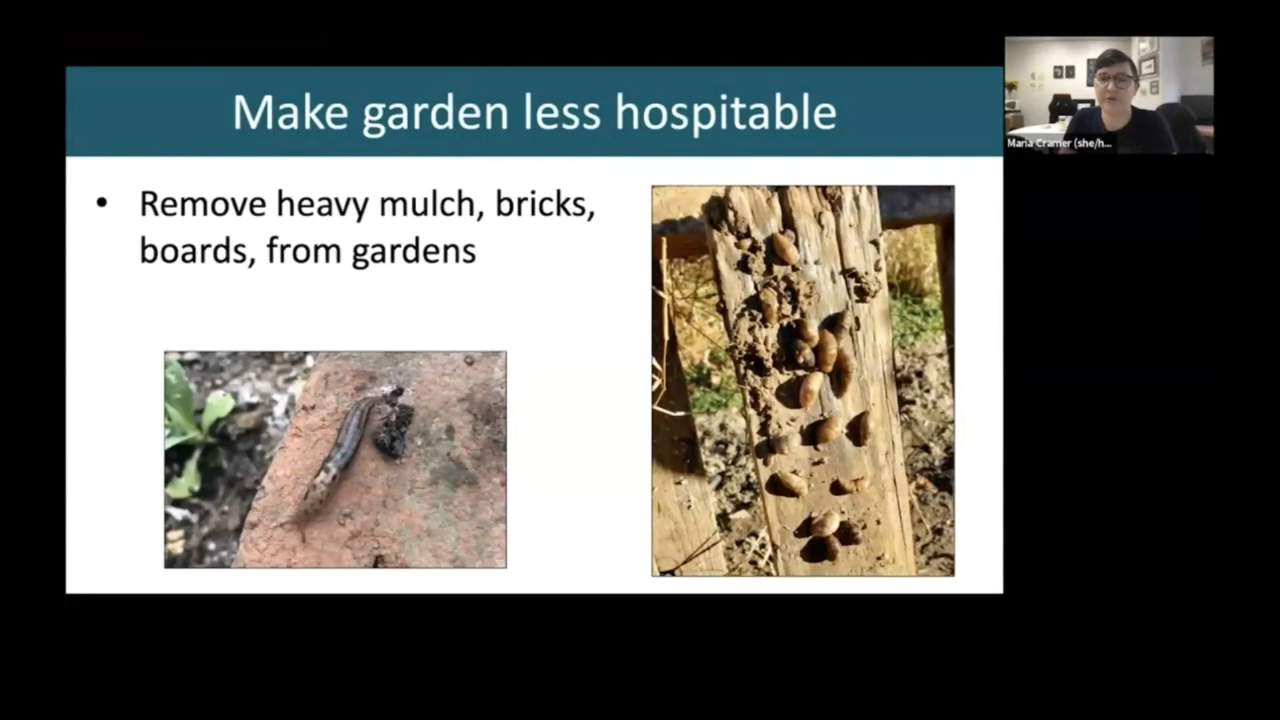 Make garden less hospitable
• Remove heavy mulch, bricks,
boards, from gardens
Maria Cramer (she/h...